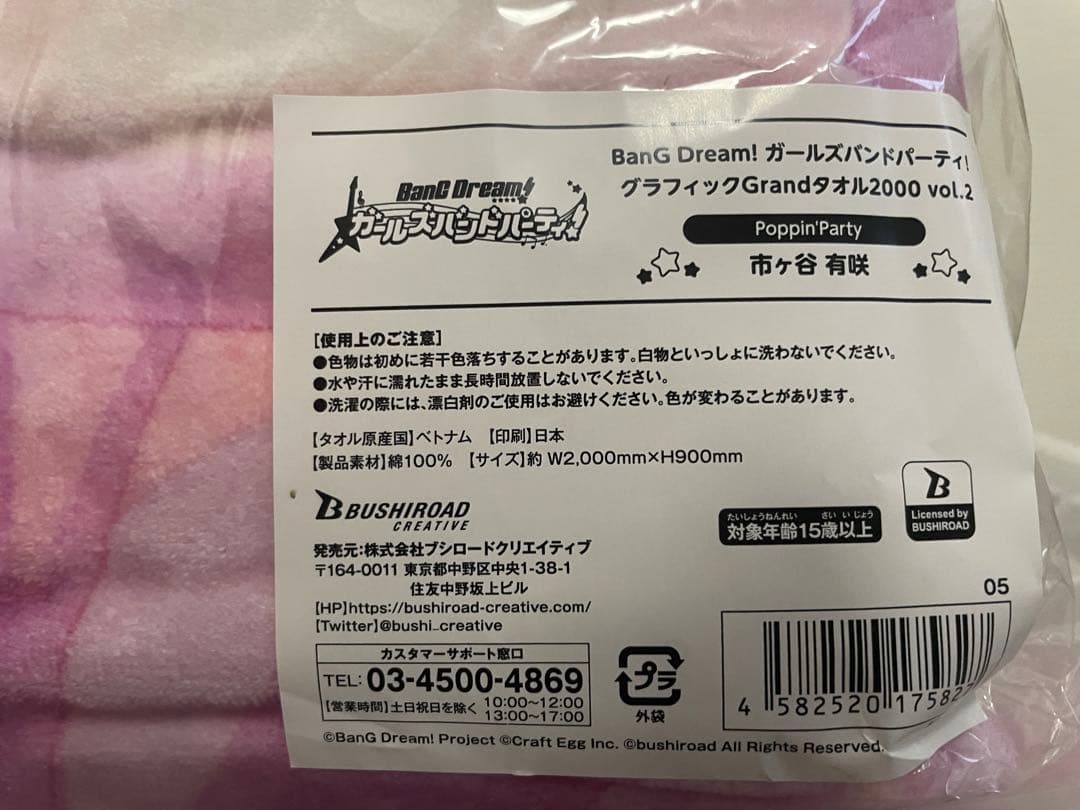 BanG Dream!
ガールズバンドパーティ!
BanG Dream! ガールズバンドパーティ!
グラフィックGrandタオル2000 vol.2
Poppin'Party
市ヶ谷 有咲
[使用上のご注意]
●色物は初めに若干色落ちすることがあります。白物といっしょに洗わないでください。
●水や汗に濡れたまま長時間放置しないでください。
●洗濯の際には、漂白剤のご使用はお避けください。色が変わることがあります。
【タオル原産国】ベトナム 【印刷】日本
【製品素材】綿100% 【サイズ】約 W2,000mm×H900mm
BUSHIROAD
CREATIVE
発売元:株式会社ブシロードクリエイティブ
〒164-0011 東京都中野区中央1-38-1
住友中野坂上ビル
【HP】https://bushiroad-creative.com/
【Twitter】@bushi_creative
カスタマーサポート窓口
TEL: 03-4500-4869
【営業時間】土日祝日を除く 10:00~12:00
13:00~17:00
プラ
外袋
たいしょうねんれい さい いじょう
対象年齢15歳以上
B
Licensed by
BUSHIROAD
05
4 582520 17582
©BanG Dream! Project ©Craft Egg Inc. ©bushiroad All Rights Reserved.